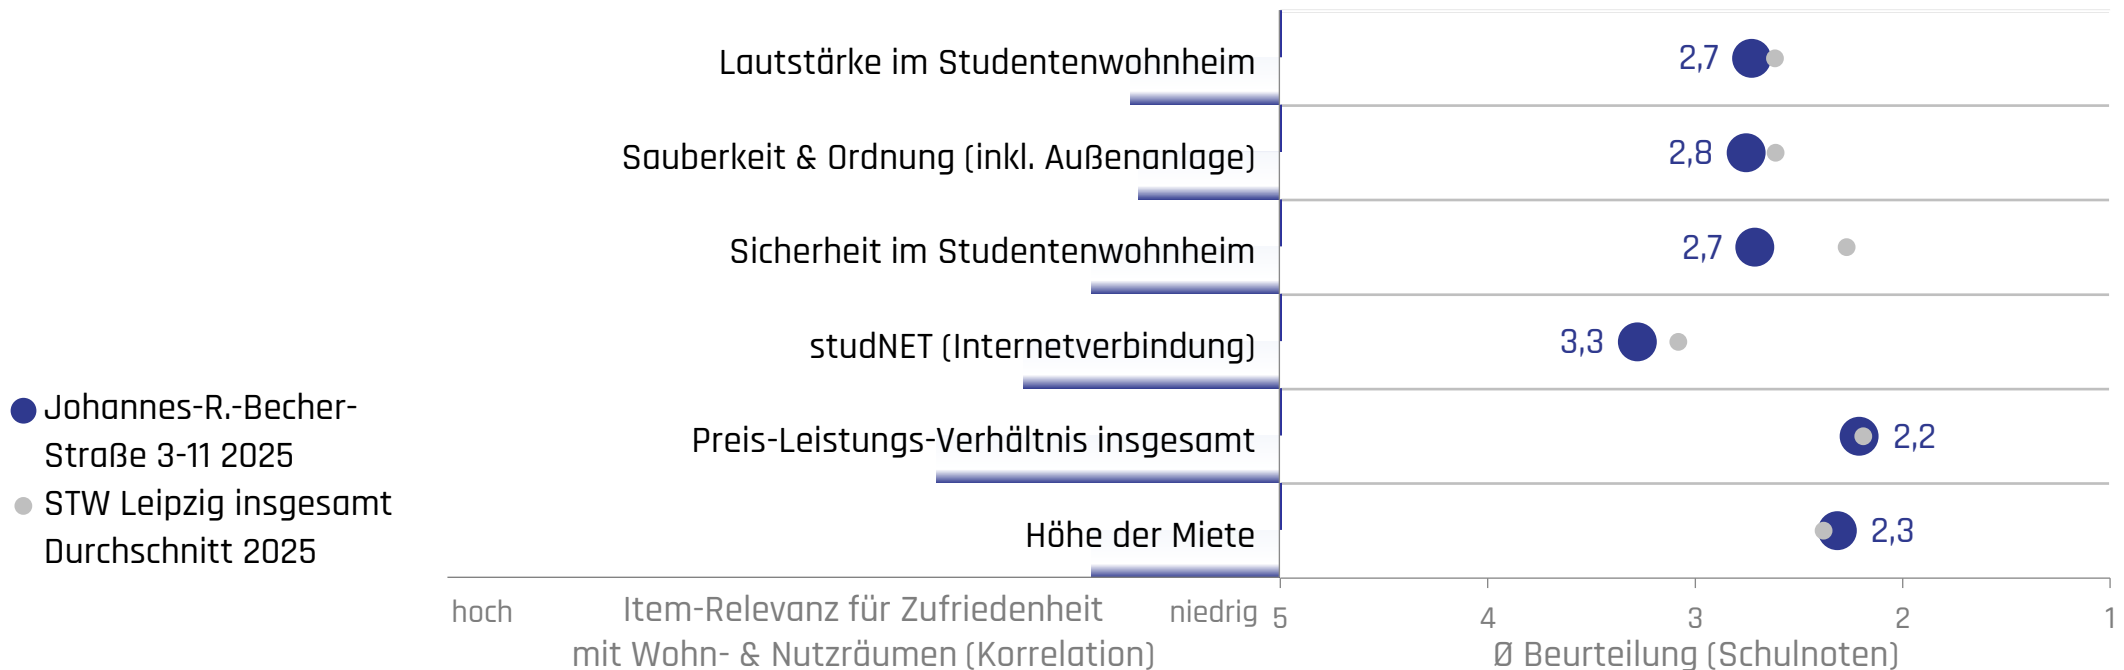 Lautstärke im Studentenwohnheim
2,7
Sauberkeit & Ordnung (inkl. Außenanlage)
2,8
Sicherheit im Studentenwohnheim
2,7
studNET (Internetverbindung)
3,3
Preis-Leistungs-Verhältnis insgesamt
2,2
Höhe der Miete
2,3
Johannes-R.-Becher-
Straße 3-11 2025
STW Leipzig insgesamt
Durchschnitt 2025
hoch
Item-Relevanz für Zufriedenheit
mit Wohn- & Nutzräumen (Korrelation)
niedrig
5 4 3 2 1
Ø Beurteilung (Schulnoten)